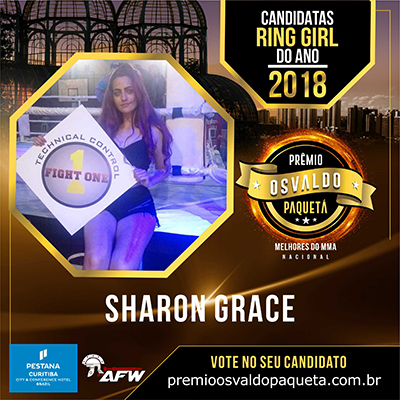 CANDIDATAS
RING GIRL
DO ANO
2018
TECHNICAL CONTROL
1
FIGHT ONE
PRÊMIO
OSVALDO
PAQUETÁ
MELHORES DO MMA
NACIONAL
SHARON GRACE
PESTANA
CURITIBA
CITY & CONFERENCE HOTEL
BRASIL
AFW
VOTE NO SEU CANDIDATO
premioosvaldopaqueta.com.br